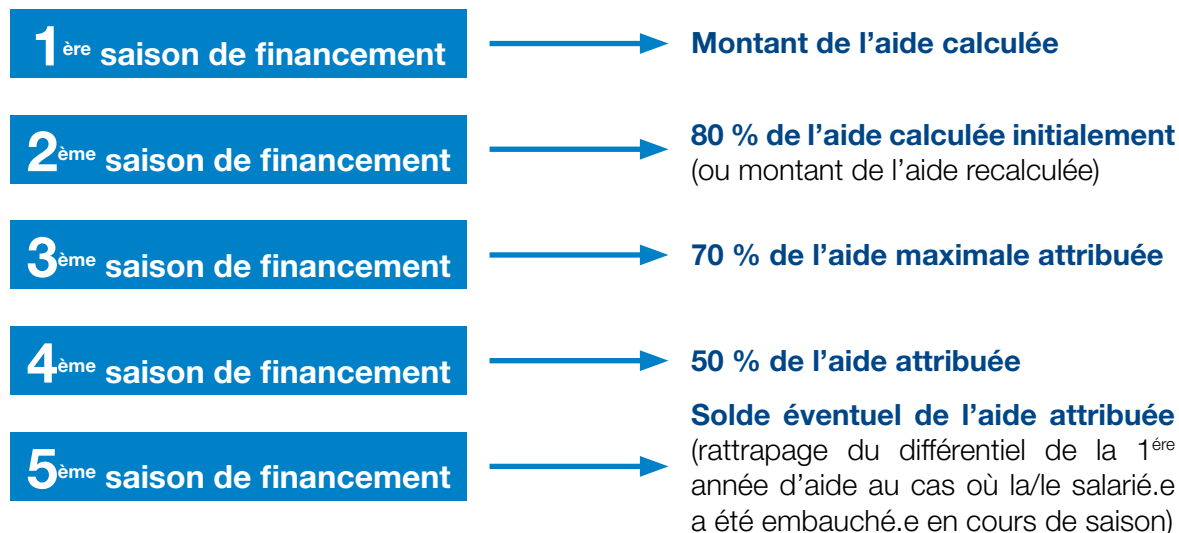 1ère saison de financement
Montant de l’aide calculée
2ème saison de financement
80 % de l’aide calculée initialement
(ou montant de l’aide recalculée)
3ème saison de financement
70 % de l’aide maximale attribuée
4ème saison de financement
50 % de l’aide attribuée
5ème saison de financement
Solde éventuel de l’aide attribuée
(rattrapage du différentiel de la 1ére
année d’aide au cas où la/le salarié.e
a été embauché.e en cours de saison)